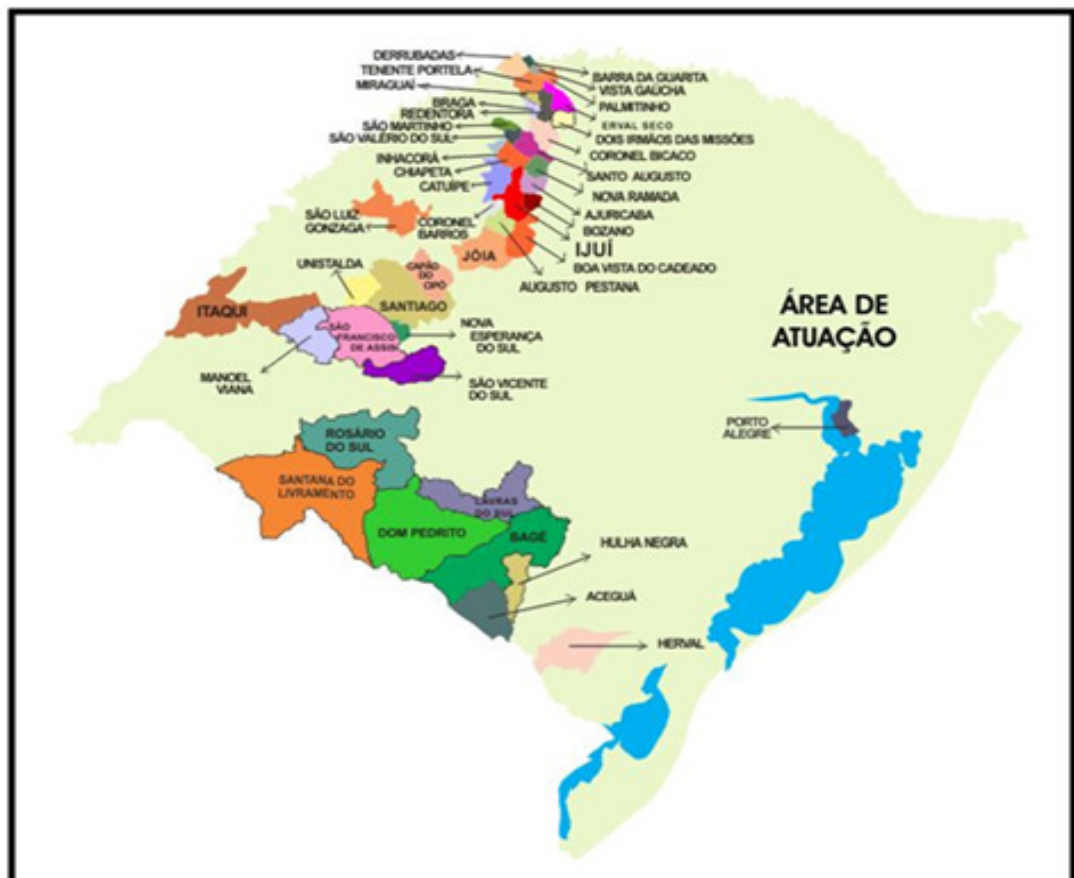 DERRUBADAS
TENENTE PORTELA
MIRAGUAÍ
BRAGA
REDENTORA
SÃO MARTINHO
SÃO VALÉRIO DO SUL
INHACORÁ
CHIAPETA
CATUÍPE
BARRA DA GUARITA
VISTA GAÚCHA
PALMITINHO
ERVAL SECO
DOIS IRMÃOS DAS MISSÕES
CORONEL BICACO
SANTO AUGUSTO
NOVA RAMADA
AJURICABA
BOZANO
IJUÍ
BOA VISTA DO CADEADO
AUGUSTO PESTANA
SÃO LUIZ
GONZAGA
CORONEL
BARROS
JÓIA
UNISTALDA
CAPÃO
DO
CIPÓ
SANTIAGO
ITAQUI
SÃO
FRANCISCO
DE ASSIS
NOVA
ESPERANÇA
DO SUL
MANOEL
VIANA
SÃO VICENTE
DO SUL
ÁREA DE
ATUAÇÃO
PORTO
ALEGRE
ROSÁRIO
DO SUL
SANTANA DO
LIVRAMENTO
LAVRAS
DO SUL
DOM PEDRITO
BAGÉ
HULHA NEGRA
ACEGUÁ
HERVAL